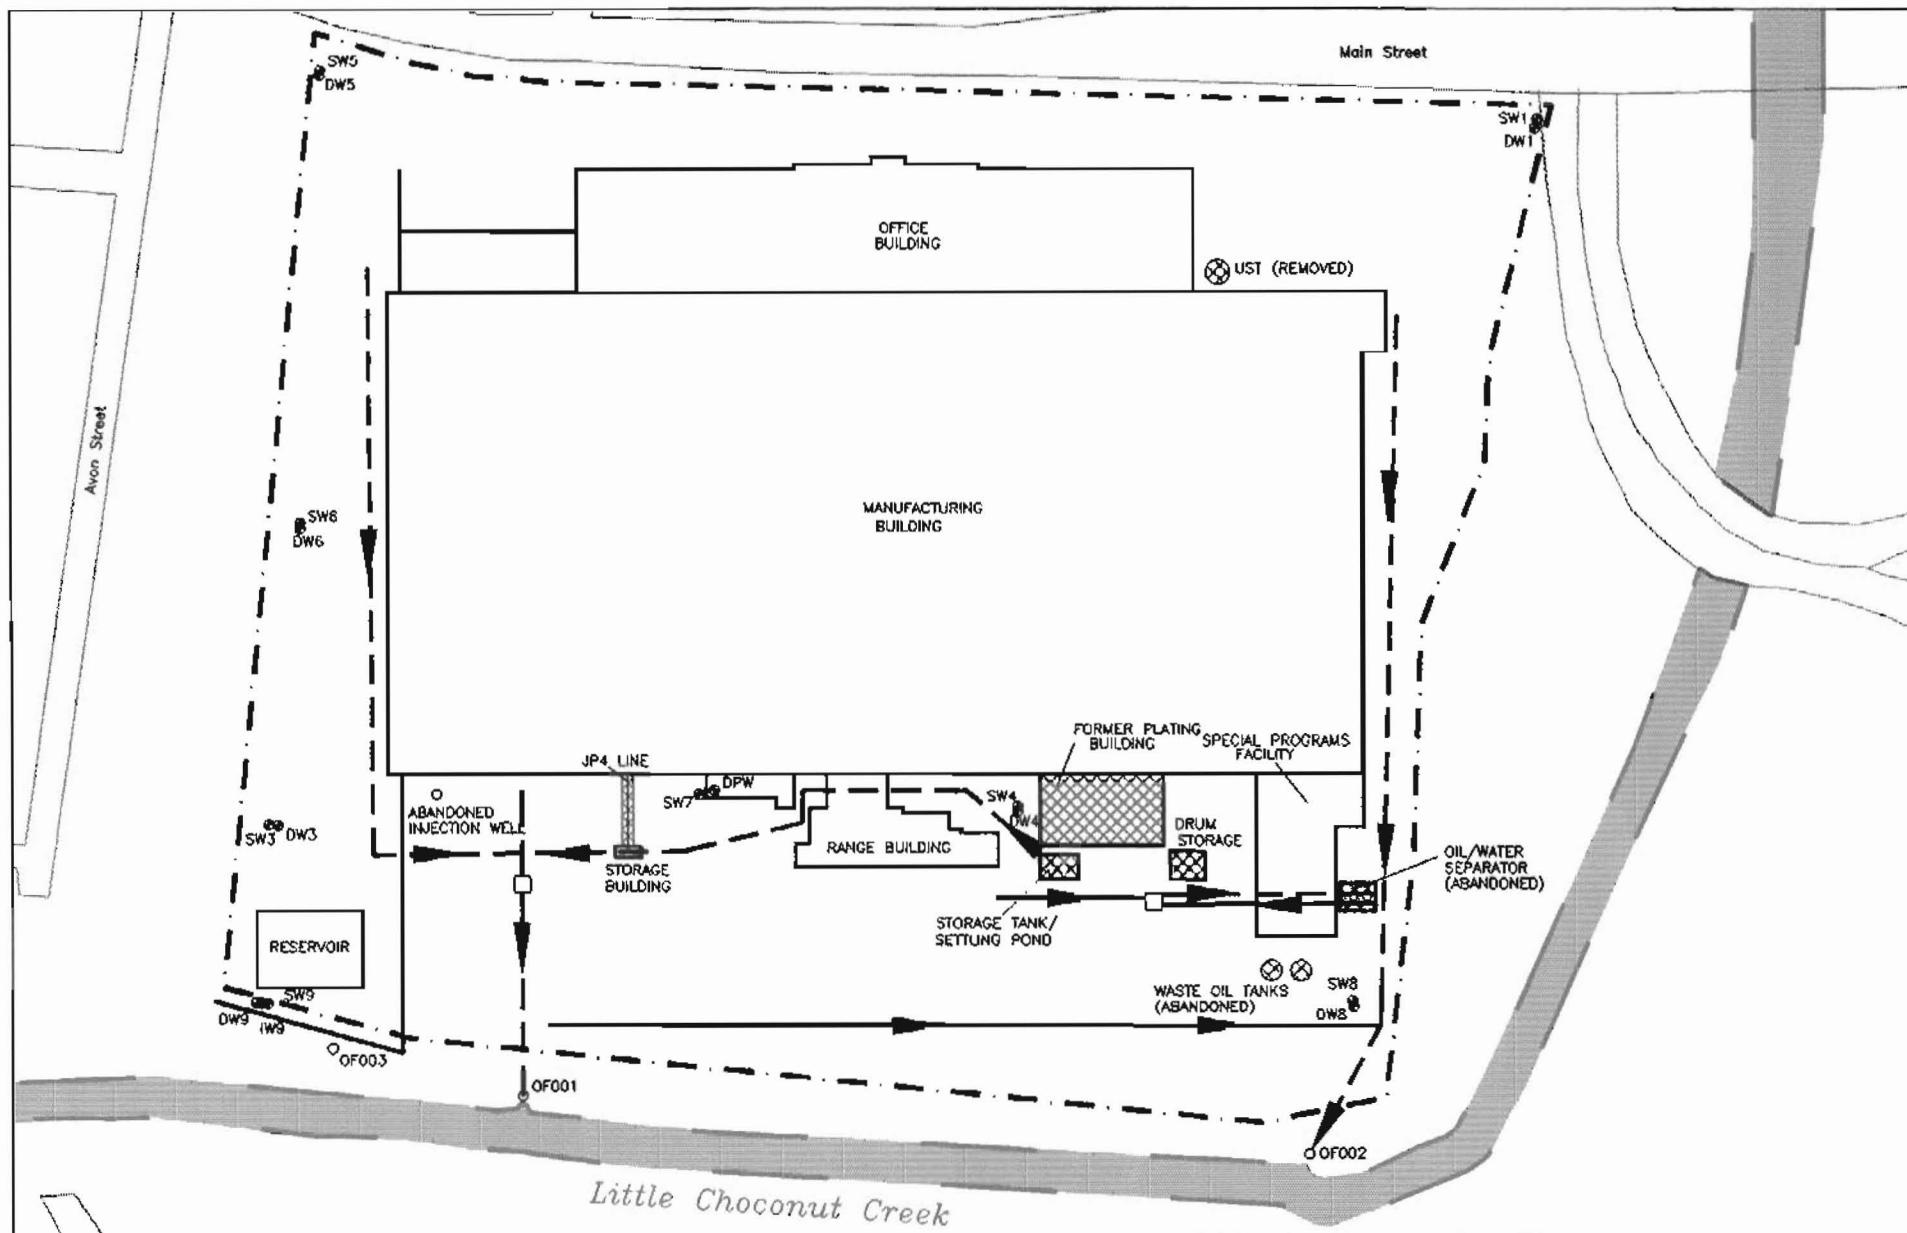 Main Street
SW5
DW5
SW1
DW1
OFFICE
BUILDING
UST (REMOVED)
Avon Street
MANUFACTURING
BUILDING
SW6
DW6
FORMER PLATING
BUILDING
SPECIAL PROGRAMS
FACILITY
JP4 LINE
DPW
SW7
ABANDONED
INJECTION WELL
SW4
DW4
SW3
DW3
DRUM
STORAGE
RANGE BUILDING
STORAGE
BUILDING
OIL/WATER
SEPARATOR
(ABANDONED)
STORAGE TANK/
SETTLING POND
RESERVOIR
WASTE OIL TANKS
(ABANDONED)
SW8
DW8
SW9
DW9
IW9
OF003
OF001
OF002
Little Choconut Creek